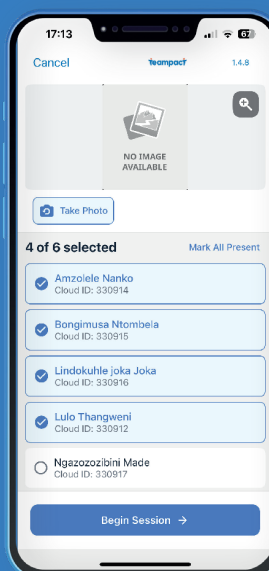 17:13
67
Cancel
teampact
1.4.8
NO IMAGE
AVAILABLE
Take Photo
4 of 6 selected
Mark All Present
Amzolele Nanko
Cloud ID: 330914
Bongimusa Ntombela
Cloud ID: 330915
Lindokuhle joka Joka
Cloud ID: 330916
Lulo Thangweni
Cloud ID: 330912
Ngazozozibini Made
Cloud ID: 330917
Begin Session →